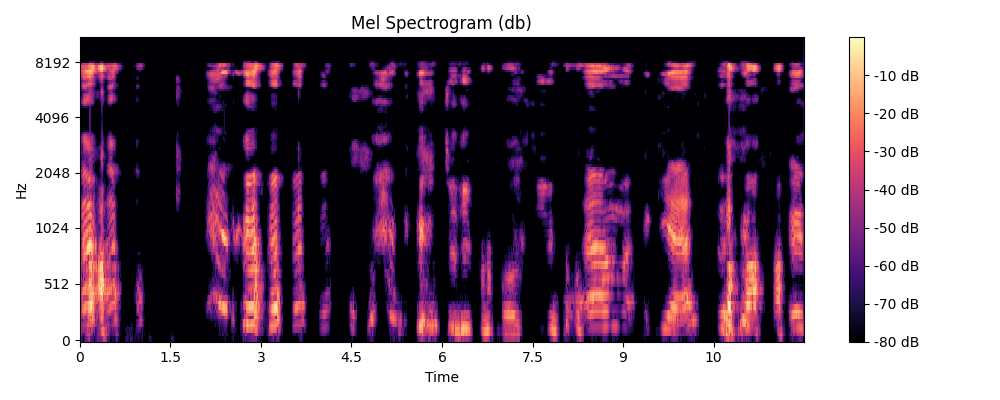 Mel Spectrogram (db)
8192
4096
2048
1024
512
0
Hz
0 1.5 3 4.5 6 7.5 9 10
Time
-10 dB
-20 dB
-30 dB
-40 dB
-50 dB
-60 dB
-70 dB
-80 dB